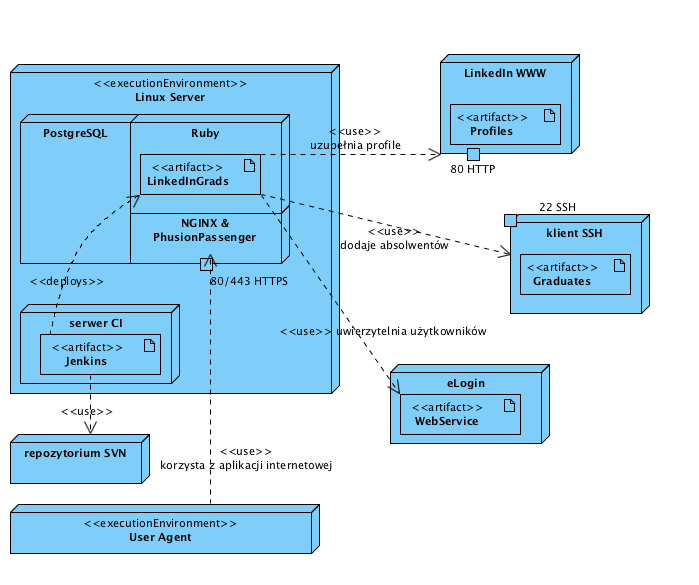 <<executionEnvironment>>
Linux Server
PostgreSQL
Ruby
<<artifact>>
LinkedInGrads
NGINX &
PhusionPassenger
80/443 HTTPS
<<deploys>>
serwer CI
<<artifact>>
Jenkins
<<use>>
repozytorium SVN
<<use>>
korzysta z aplikacji internetowej
<<executionEnvironment>>
User Agent
<<use>>
uzupełnia profile
LinkedIn WWW
<<artifact>>
Profiles
80 HTTP
<<use>>
dodaje absolwentów
22 SSH
klient SSH
<<artifact>>
Graduates
<<use>> uwierzytelnia użytkowników
eLogin
<<artifact>>
WebService